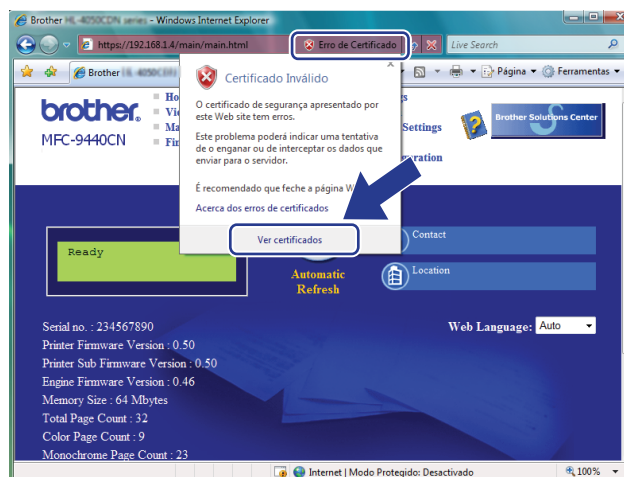 Brother HL-4050CDN series - Windows Internet Explorer
https://192.168.1.4/main/main.html
Erro de Certificado
Live Search
Brother
Página
Ferramentas
Certificado Inválido
O certificado de segurança apresentado por
este Web site tem erros.
Este problema poderá indicar uma tentativa
de o enganar ou de interceptar os dados que
enviar para o servidor.
É recomendado que feche a página W
Acerca dos erros de certificados
Ver certificados
brother®
MFC-9440CN
Ho
Vi
Ma
Fin
Settings
Brother Solutions Center
Ready
Automatic
Refresh
Contact
Location
Serial no. : 234567890
Web Language: Auto
Printer Firmware Version : 0.50
Printer Sub Firmware Version : 0.50
Engine Firmware Version : 0.46
Memory Size : 64 Mbytes
Total Page Count : 32
Color Page Count : 9
Monochrome Page Count : 23
Internet | Modo Protegido: Desactivado
100%